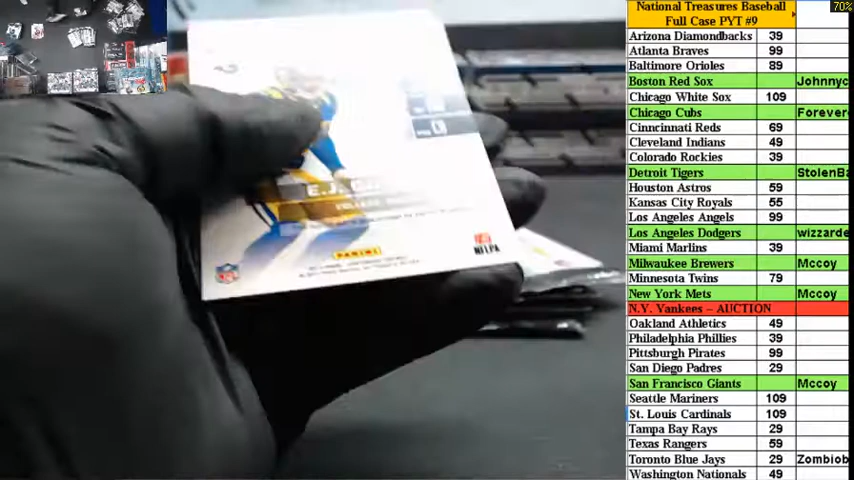 National Treasures Baseball
Full Case PYT #9
70%
Arizona Diamondbacks 39
Atlanta Braves 99
Baltimore Orioles 89
Boston Red Sox Johnnyc
Chicago White Sox 109
Chicago Cubs Forever
Cinncinnati Reds 69
Cleveland Indians 49
Colorado Rockies 39
Detroit Tigers StolenBa
Houston Astros 59
Kansas City Royals 55
Los Angeles Angels 99
Los Angeles Dodgers wizzarde
Miami Marlins 39
Milwaukee Brewers Mccoy
Minnesota Twins 79
New York Mets Mccoy
N.Y. Yankees – AUCTION
Oakland Athletics 49
Philadelphia Phillies 39
Pittsburgh Pirates 99
San Diego Padres 29
San Francisco Giants Mccoy
Seattle Mariners 109
St. Louis Cardinals 109
Tampa Bay Rays 29
Texas Rangers 59
Toronto Blue Jays 29 Zombiob
Washington Nationals 49
E.J.
PANINI
NFL
NFLPA